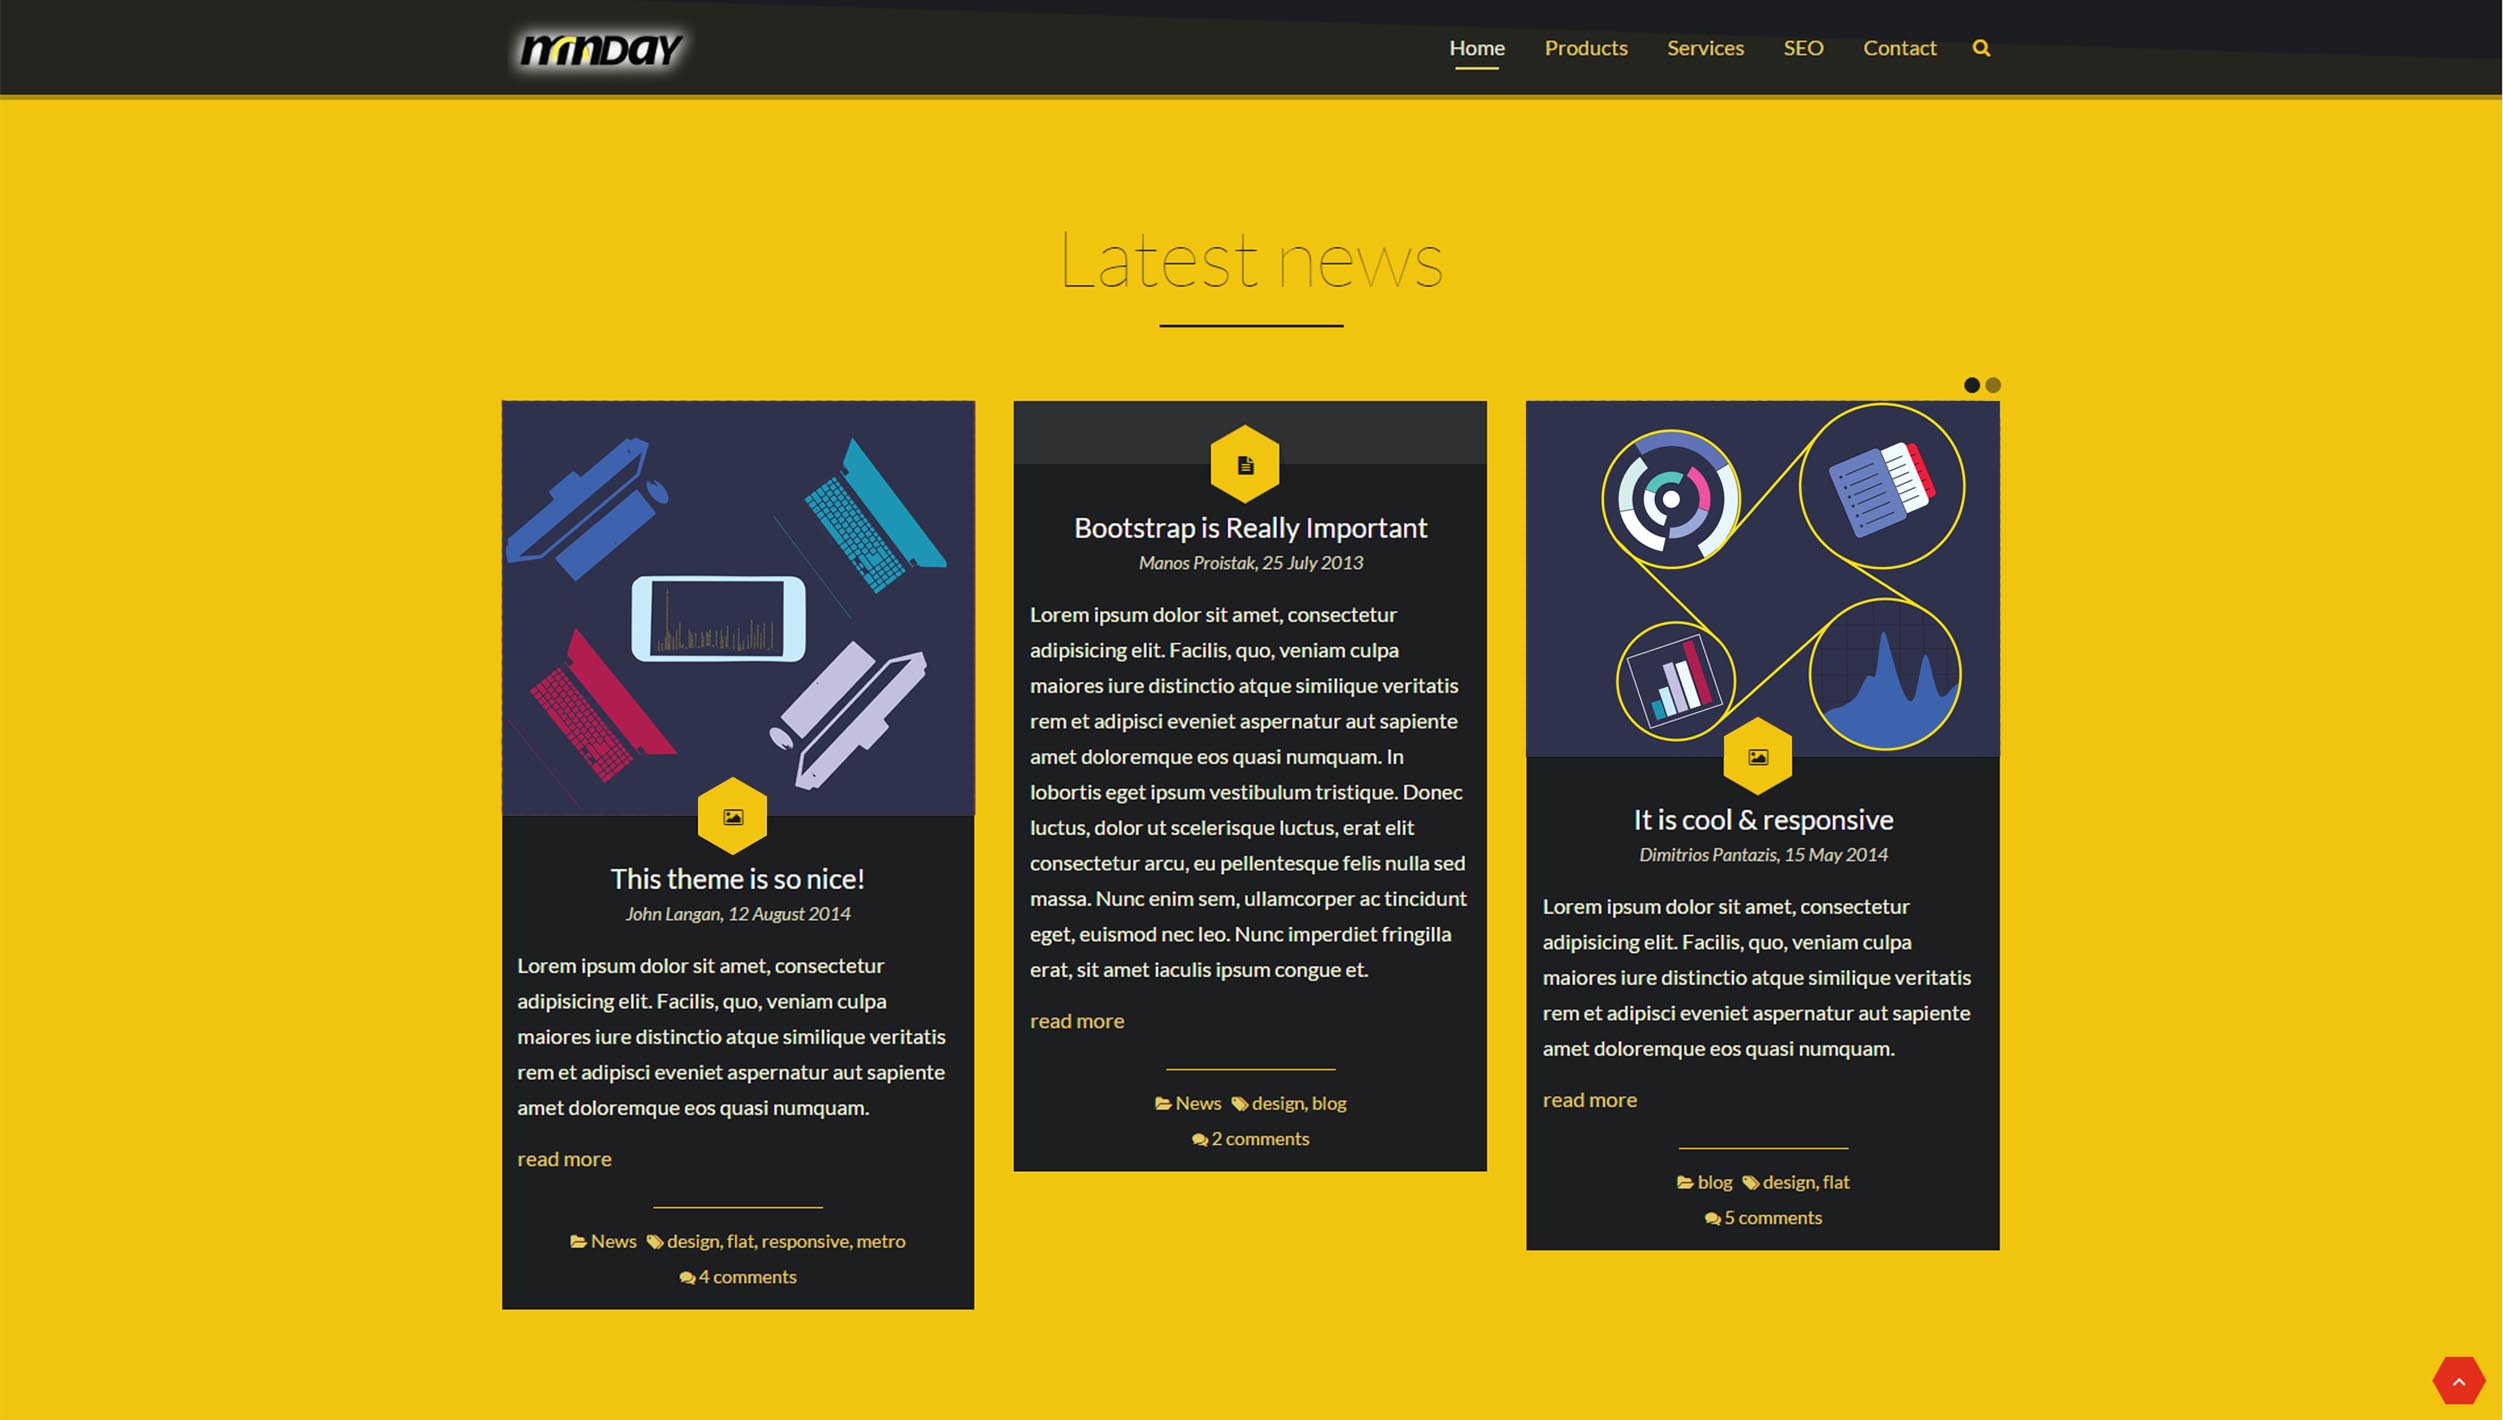 mnDaY
Home Products Services SEO Contact
Latest news
This theme is so nice!
John Langan, 12 August 2014
Lorem ipsum dolor sit amet, consectetur
adipisicing elit. Facilis, quo, veniam culpa
maiores iure distinctio atque similique veritatis
rem et adipisci eveniet aspernatur aut sapiente
amet doloremque eos quasi numquam.
read more
News design, flat, responsive, metro
4 comments
Bootstrap is Really Important
Manos Proistak, 25 July 2013
Lorem ipsum dolor sit amet, consectetur
adipisicing elit. Facilis, quo, veniam culpa
maiores iure distinctio atque similique veritatis
rem et adipisci eveniet aspernatur aut sapiente
amet doloremque eos quasi numquam. In
lobortis eget ipsum vestibulum tristique. Donec
luctus, dolor ut scelerisque luctus, erat elit
consectetur arcu, eu pellentesque felis nulla sed
massa. Nunc enim sem, ullamcorper ac tincidunt
eget, euismod nec leo. Nunc imperdiet fringilla
erat, sit amet iaculis ipsum congue et.
read more
News design, blog
2 comments
It is cool & responsive
Dimitrios Pantazis, 15 May 2014
Lorem ipsum dolor sit amet, consectetur
adipisicing elit. Facilis, quo, veniam culpa
maiores iure distinctio atque similique veritatis
rem et adipisci eveniet aspernatur aut sapiente
amet doloremque eos quasi numquam.
read more
blog design, flat
5 comments